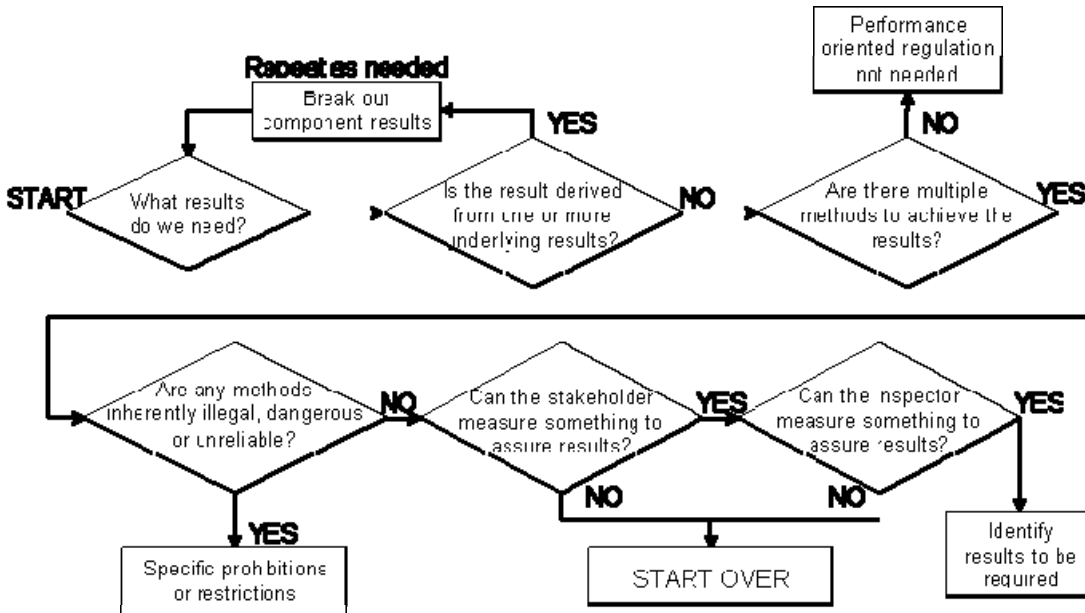 Repeat as needed
Break out
component results
YES
Performance
oriented regulation
not needed
NO
START
What results
do we need?
Is the result derived
from one or more
underlying results?
NO
Are there multiple
methods to achieve the
results?
YES
Are any methods
inherently illegal, dangerous
or unreliable?
NO
Can the stakeholder
measure something to
assure results?
YES
Can the inspector
measure something to
assure results?
YES
YES
NO
NO
Specific prohbitions
or restrictions
START OVER
Identify
results to be
required